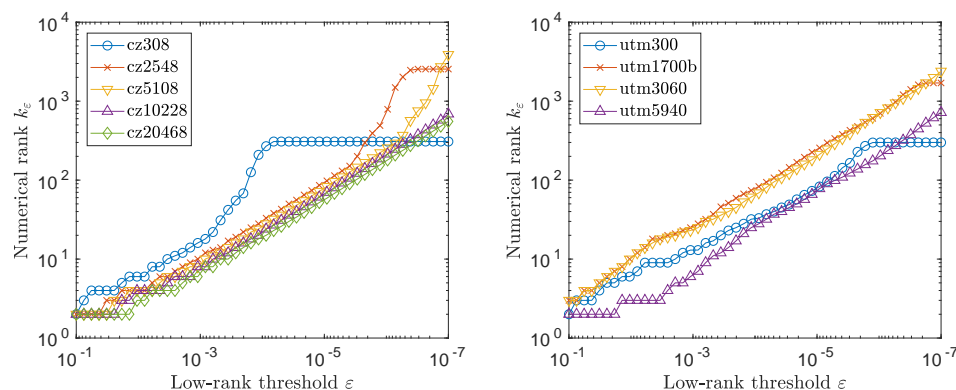 10^4
10^3
10^2
10^1
10^0
Numerical rank k_ε
cz308
cz2548
cz5108
cz10228
cz20468
10^-1
10^-3
10^-5
10^-7
Low-rank threshold ε
10^4
10^3
10^2
10^1
10^0
Numerical rank k_ε
utm300
utm1700b
utm3060
utm5940
10^-1
10^-3
10^-5
10^-7
Low-rank threshold ε